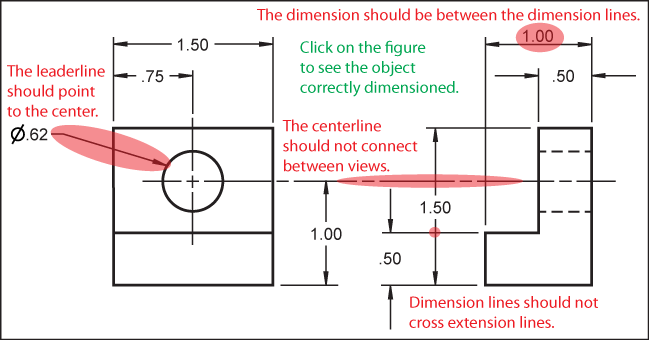 The dimension should be between the dimension lines.
1.50
1.00
Click on the figure
to see the object
correctly dimensioned.
.75
.50
The leaderline
should point
to the center.
Ø.62
The centerline
should not connect
between views.
1.50
1.00
.50
Dimension lines should not
cross extension lines.